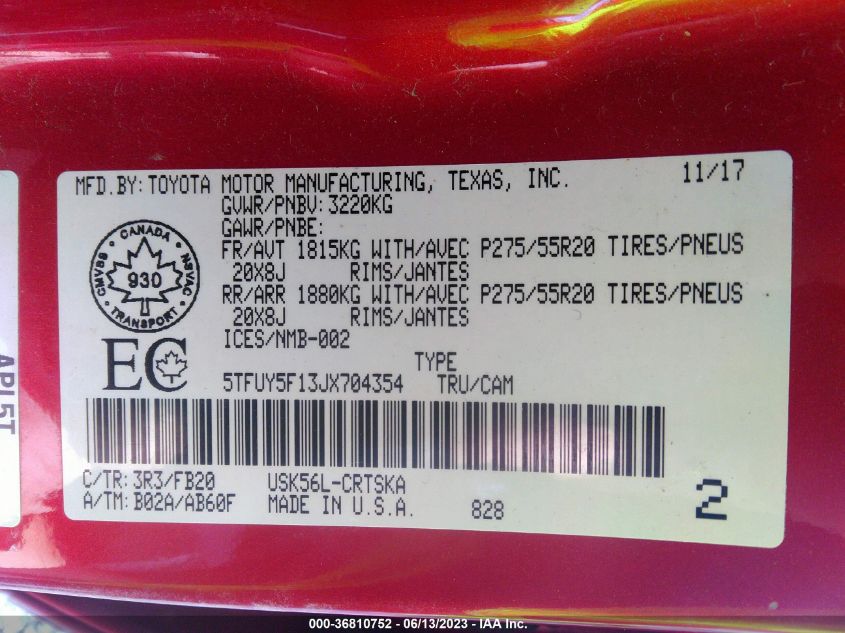 MFD.BY: TOYOTA MOTOR MANUFACTURING, TEXAS, INC. 11/17
GVWR/PNBV: 3220KG
GAWR/PNBE:
FR/AVT 1815KG WITH/AVEC P275/55R20 TIRES/PNEUS
20X8J RIMS/JANTES
RR/ARR 1880KG WITH/AVEC P275/55R20 TIRES/PNEUS
20X8J RIMS/JANTES
ICES/NMB-002
CANADA
CMVSS NSVAC
930
TRANSPORT
EC
TYPE
5TFUY5F13JX704354 TRU/CAM
C/TR: 3R3/FB20 USK56L-CRTSKA
A/TM: B02A/AB60F MADE IN U.S.A. 828 2
API5T
000-36810752 - 06/13/2023 - IAA Inc.